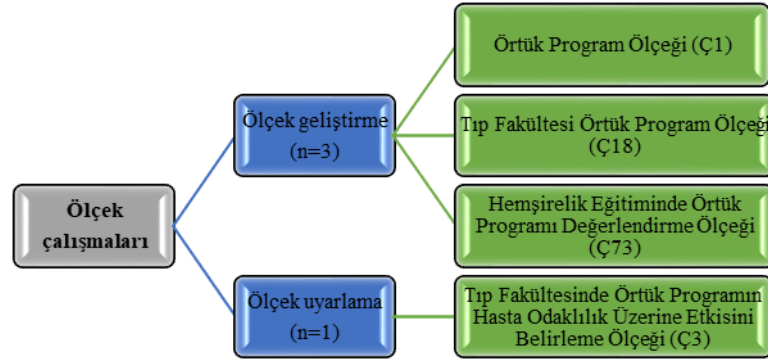 Ölçek
çalışmaları
Ölçek geliştirme
(n=3)
Örtük Program Ölçeği (Ç1)
Tıp Fakültesi Örtük Program Ölçeği
(Ç18)
Hemşirelik Eğitiminde Örtük
Programı Değerlendirme Ölçeği
(Ç73)
Ölçek uyarlama
(n=1)
Tıp Fakültesinde Örtük Programın
Hasta Odaklılık Üzerine Etkisini
Belirleme Ölçeği (Ç3)